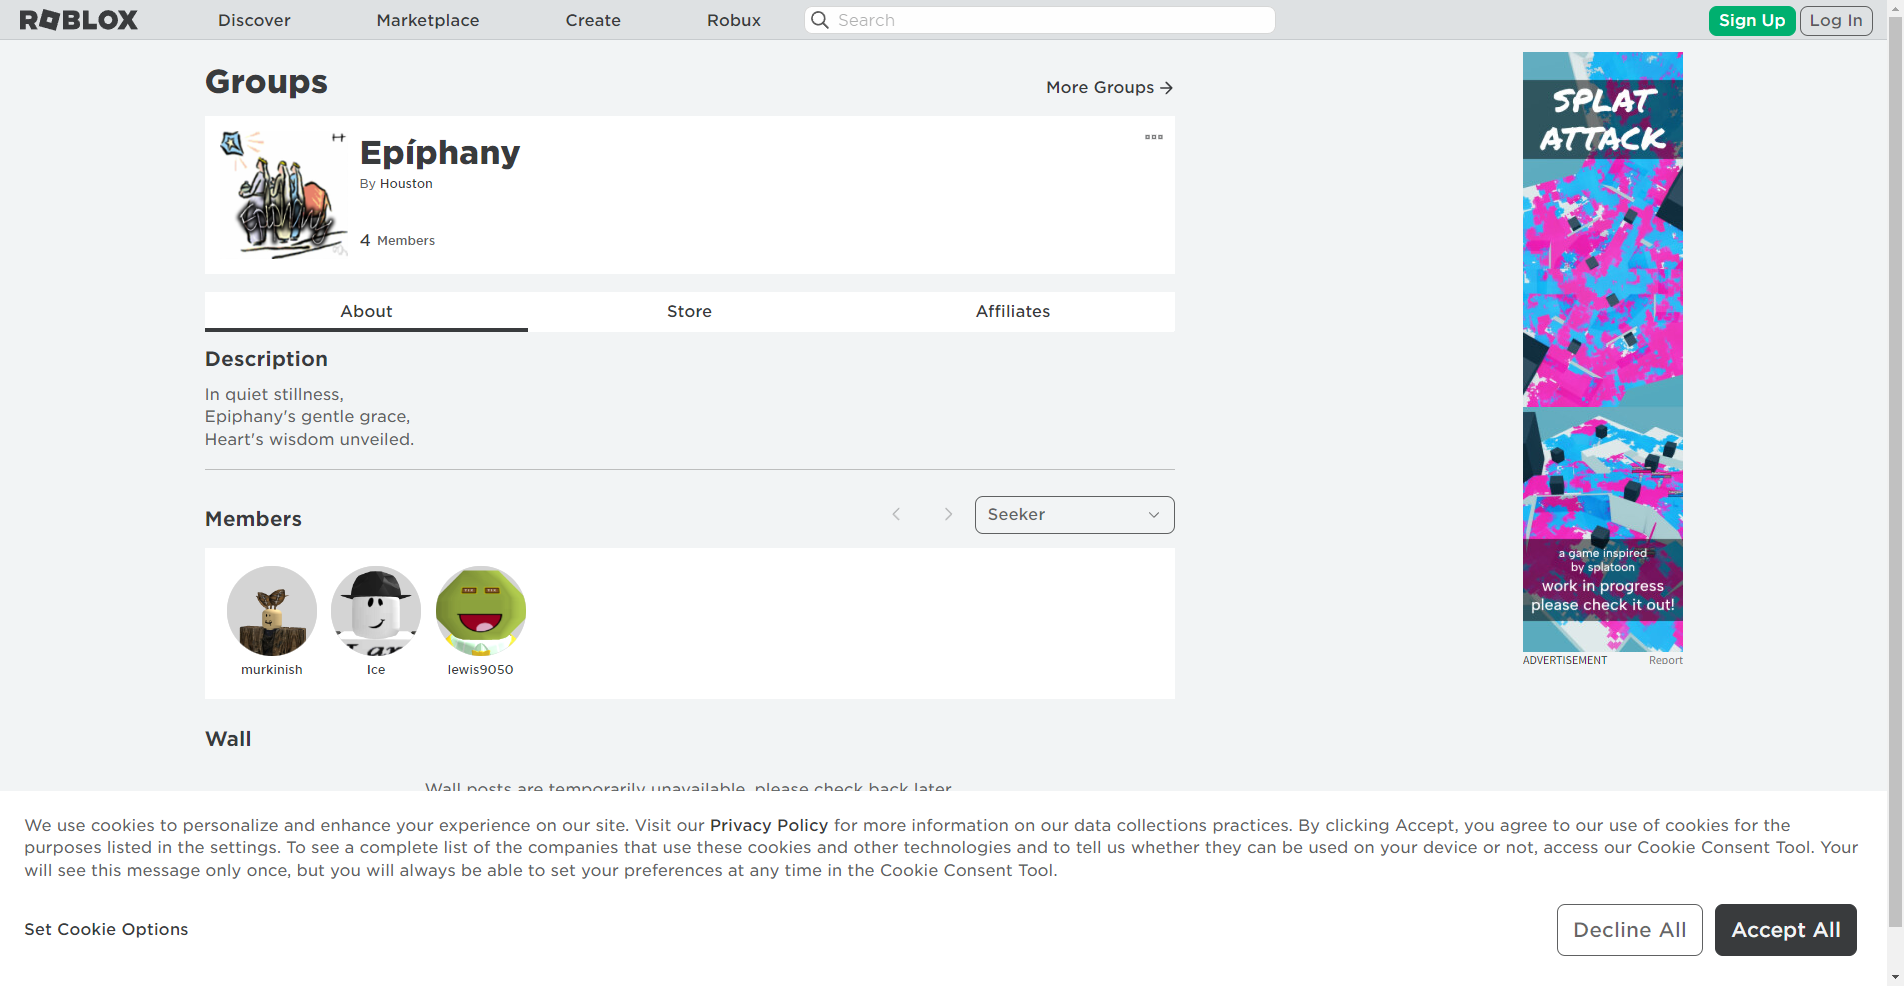 ROBLOX
Discover
Marketplace
Create
Robux
Search
Sign Up
Log In
Groups
More Groups
Epíphany
By Houston
4 Members
Epiphany
About
Store
Affiliates
Description
In quiet stillness,
Epiphany's gentle grace,
Heart's wisdom unveiled.
Members
Seeker
murkinish
Ice
lewis9050
Wall
Wall posts are temporarily unavailable, please check back later.
SPLAT
ATTACK
a game inspired
by splatoon
work in progress
please check it out!
ADVERTISEMENT
Report
We use cookies to personalize and enhance your experience on our site. Visit our Privacy Policy for more information on our data collections practices. By clicking Accept, you agree to our use of cookies for the
purposes listed in the settings. To see a complete list of the companies that use these cookies and other technologies and to tell us whether they can be used on your device or not, access our Cookie Consent Tool. Your
will see this message only once, but you will always be able to set your preferences at any time in the Cookie Consent Tool.
Set Cookie Options
Decline All
Accept All